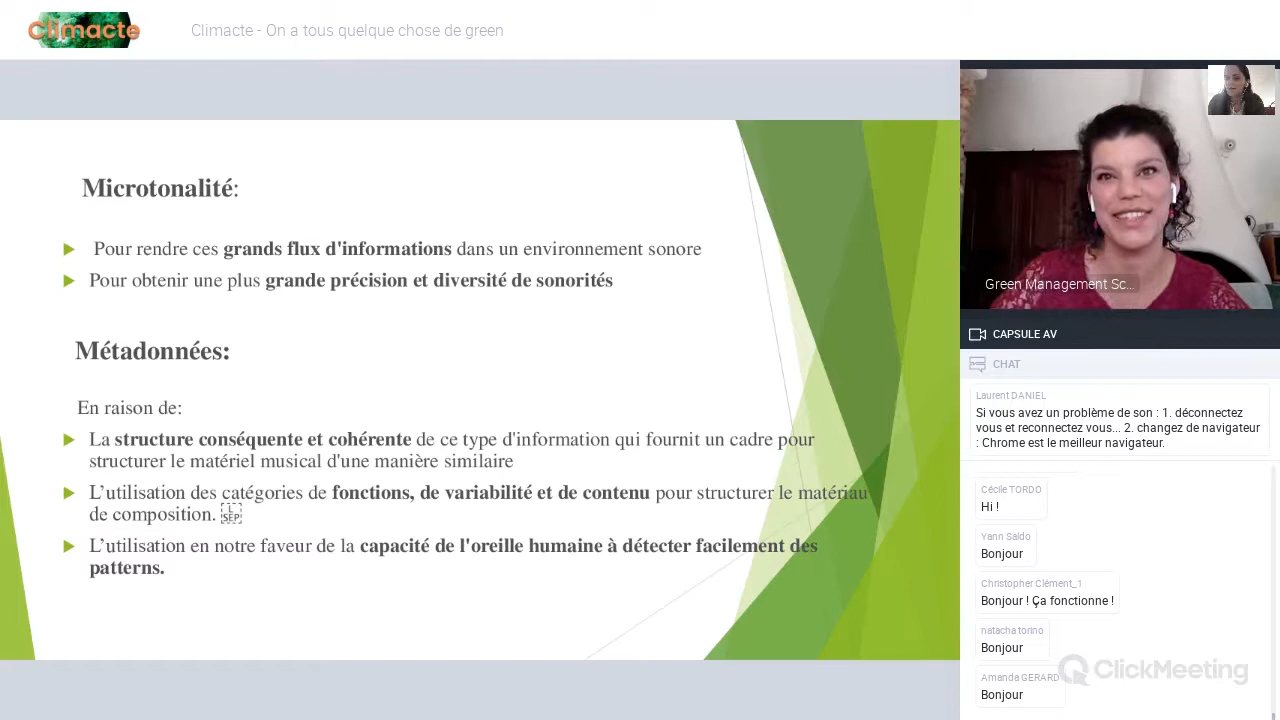 Climacte
Climacte - On a tous quelque chose de green
Microtonalité:
Pour rendre ces grands flux d'informations dans un environnement sonore
Pour obtenir une plus grande précision et diversité de sonorités
Métadonnées:
En raison de:
La structure conséquente et cohérente de ce type d'information qui fournit un cadre pour
structurer le matériel musical d'une manière similaire
L’utilisation des catégories de fonctions, de variabilité et de contenu pour structurer le matériau
de composition. L SEP
L’utilisation en notre faveur de la capacité de l'oreille humaine à détecter facilement des
patterns.
Green Management Sc...
CAPSULE AV
CHAT
Laurent DANIEL
Si vous avez un problème de son : 1. déconnectez
vous et reconnectez vous... 2. changez de navigateur
: Chrome est le meilleur navigateur.
Cécile TORDO
Hi !
Yann Saldo
Bonjour
Christopher Clément_1
Bonjour ! Ça fonctionne !
natacha torino
Bonjour
Amanda GERARD
Bonjour
ClickMeeting